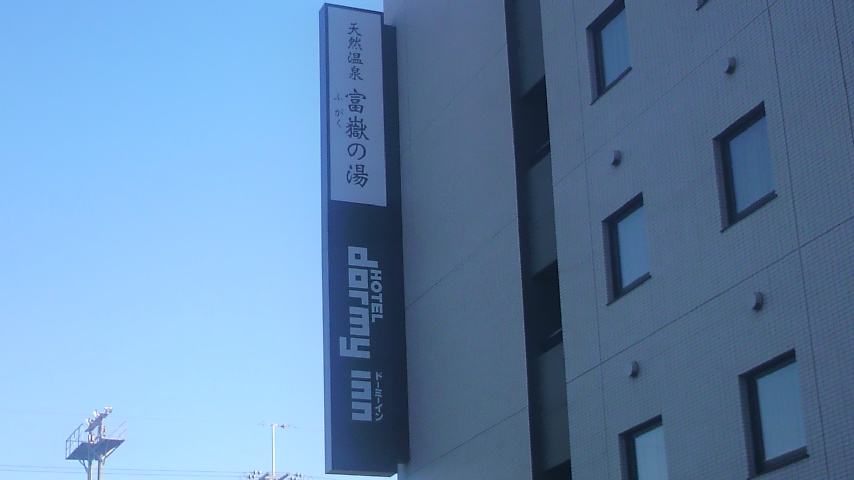 天然温泉
富嶽の湯
ふがく
HOTEL
dormy inn
ドーミーイン